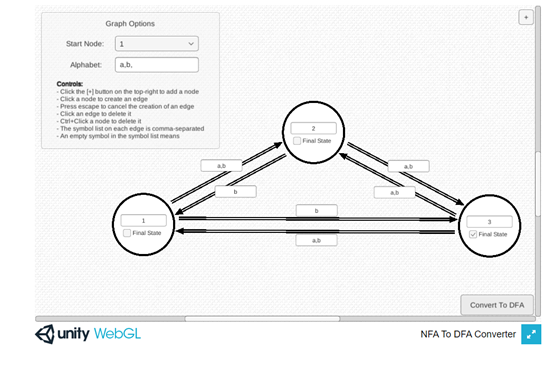 Graph Options
+
Start Node: 1
Alphabet: a,b,
Controls:
- Click the [+] button on the top-right to add a node
- Click a node to create an edge
- Press escape to cancel the creation of an edge
- Click an edge to delete it
- Ctrl+Click a node to delete it
- The symbol list on each edge is comma-separated
- An empty symbol in the symbol list means
2
Final State
a,b
a,b
b
a,b
1
Final State
b
a,b
3
Final State
Convert To DFA
unity WebGL
NFA To DFA Converter